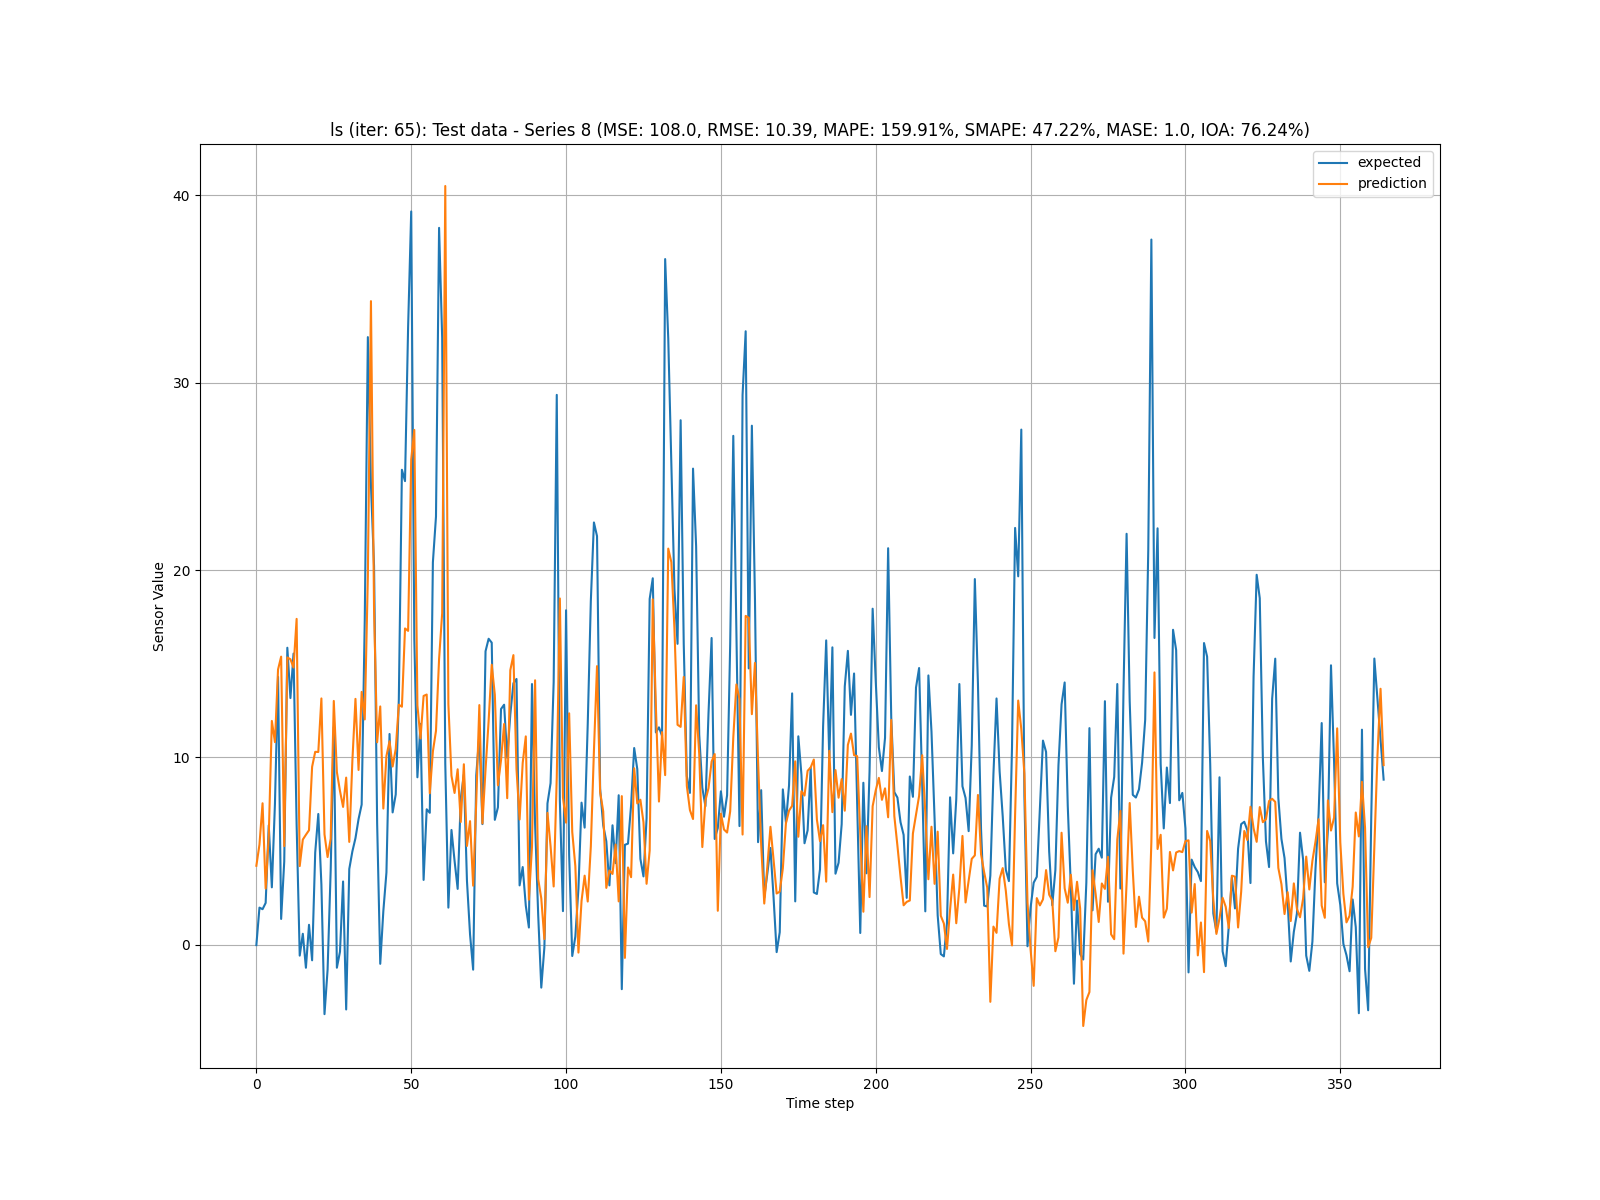 ls (iter: 65): Test data - Series 8 (MSE: 108.0, RMSE: 10.39, MAPE: 159.91%, SMAPE: 47.22%, MASE: 1.0, IOA: 76.24%)
expected
prediction
40
30
20
10
0
Sensor Value
0 50 100 150 200 250 300 350
Time step